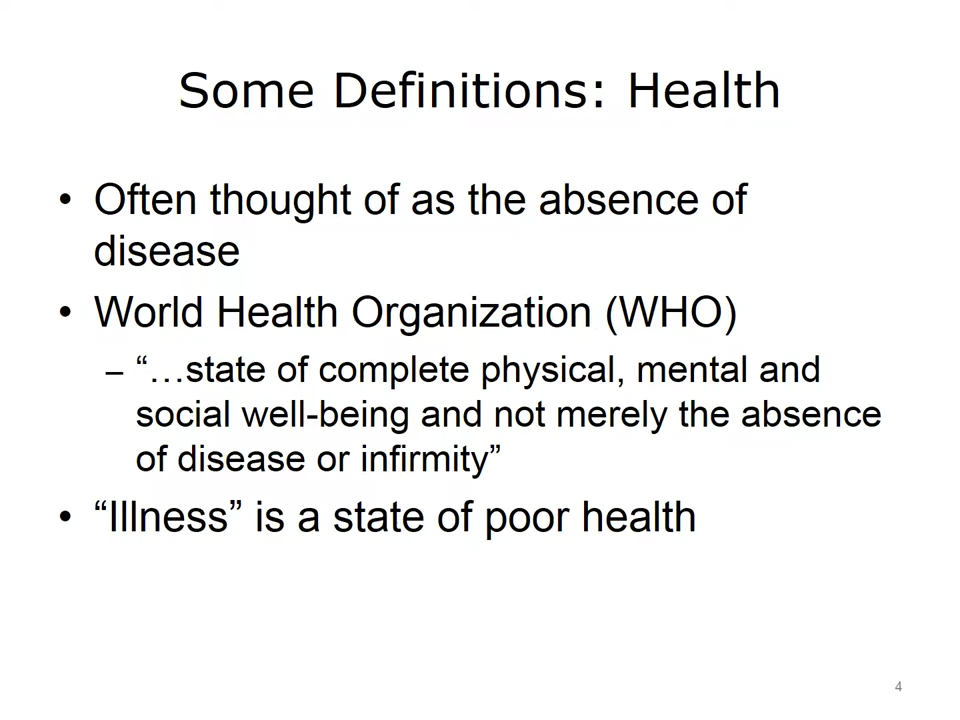 Some Definitions: Health
• Often thought of as the absence of
disease
• World Health Organization (WHO)
– “…state of complete physical, mental and
social well-being and not merely the absence
of disease or infirmity”
• “Illness” is a state of poor health
4